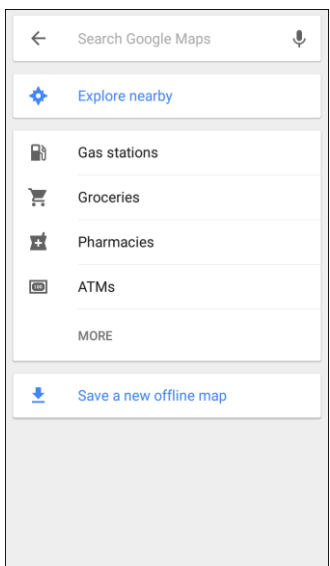 Search Google Maps
Explore nearby
Gas stations
Groceries
Pharmacies
ATMs
MORE
Save a new offline map